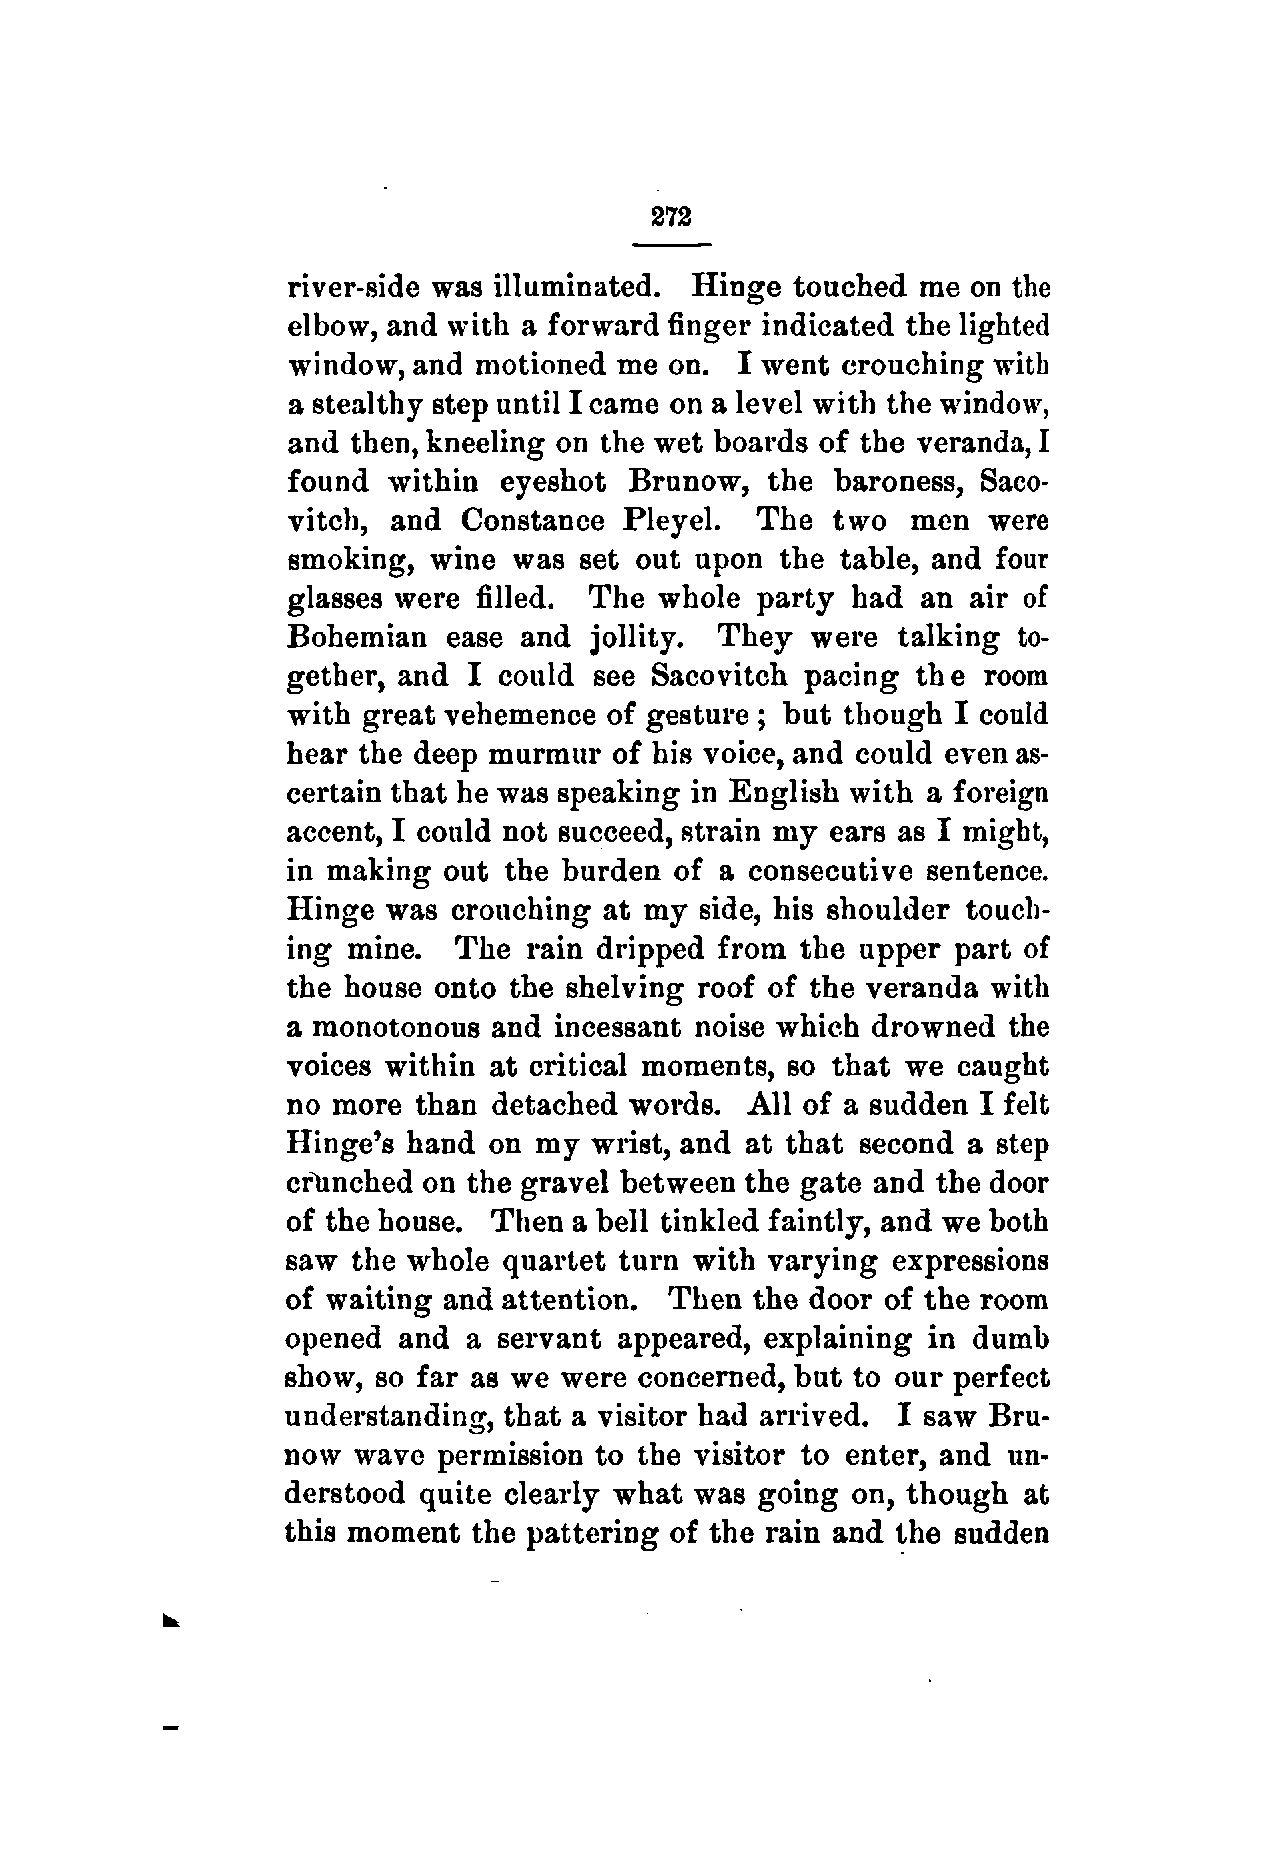 272
river-side was illuminated. Hinge touched me on the
elbow, and with a forward finger indicated the lighted
window, and motioned me on. I went crouching with
a stealthy step until I came on a level with the window,
and then, kneeling on the wet boards of the veranda, I
found within eyeshot Brunow, the baroness, Saco-
vitch, and Constance Pleyel. The two men were
smoking, wine was set out upon the table, and four
glasses were filled. The whole party had an air of
Bohemian ease and jollity. They were talking to-
gether, and I could see Sacovitch pacing the room
with great vehemence of gesture ; but though I could
hear the deep murmur of his voice, and could even as-
certain that he was speaking in English with a foreign
accent, I could not succeed, strain my ears as I might,
in making out the burden of a consecutive sentence.
Hinge was crouching at my side, his shoulder touch-
ing mine. The rain dripped from the upper part of
the house onto the shelving roof of the veranda with
a monotonous and incessant noise which drowned the
voices within at critical moments, so that we caught
no more than detached words. All of a sudden I felt
Hinge's hand on my wrist, and at that second a step
crunched on the gravel between the gate and the door
of the house. Then a bell tinkled faintly, and we both
saw the whole quartet turn with varying expressions
of waiting and attention. Then the door of the room
opened and a servant appeared, explaining in dumb
show, so far as we were concerned, but to our perfect
understanding, that a visitor had arrived. I saw Bru-
now wave permission to the visitor to enter, and un-
derstood quite clearly what was going on, though at
this moment the pattering of the rain and the sudden